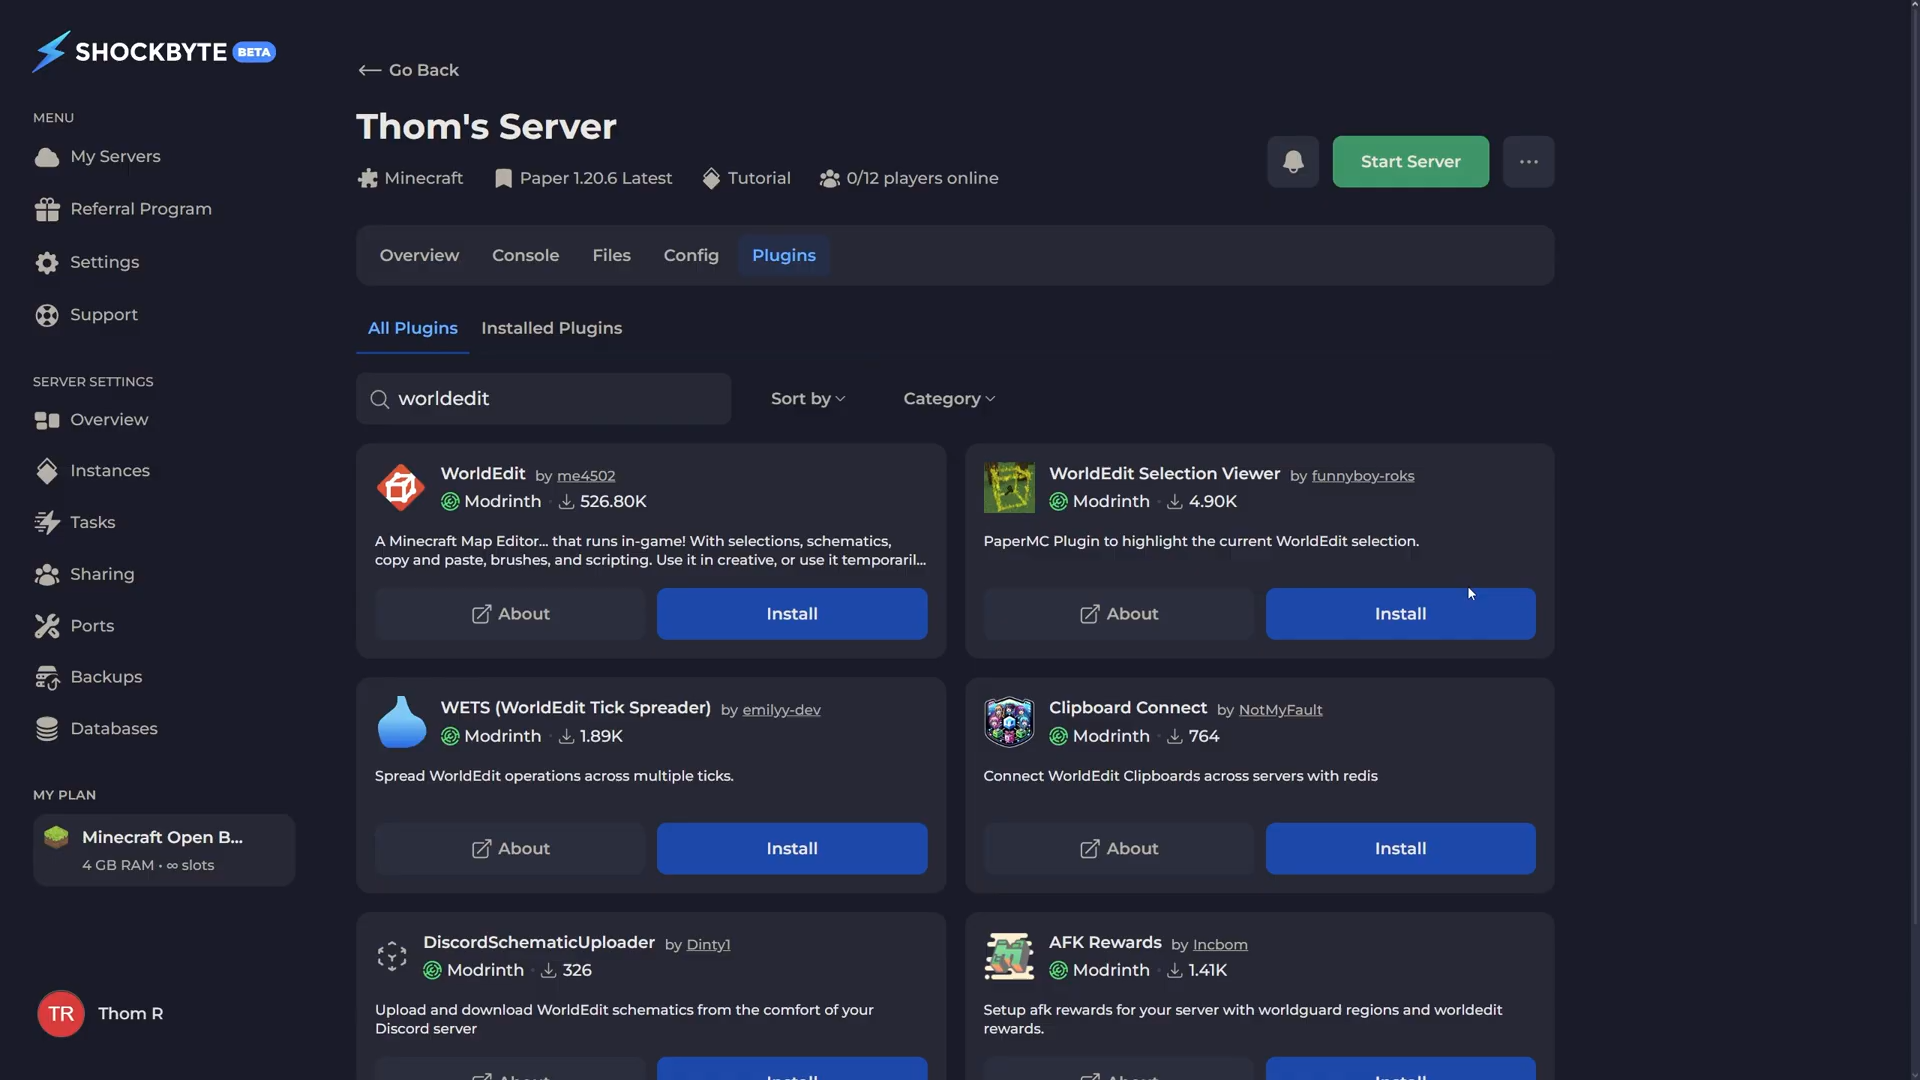 SHOCKBYTE BETA
MENU
My Servers
Referral Program
Settings
Support
SERVER SETTINGS
Overview
Instances
Tasks
Sharing
Ports
Backups
Databases
MY PLAN
Minecraft Open B...
4 GB RAM • ∞ slots
TR Thom R
Go Back
Thom's Server
Minecraft Paper 1.20.6 Latest Tutorial 0/12 players online
Start Server
Overview Console Files Config Plugins
All Plugins Installed Plugins
worldedit Sort by Category
WorldEdit by me4502
Modrinth 526.80K
A Minecraft Map Editor... that runs in-game! With selections, schematics,
copy and paste, brushes, and scripting. Use it in creative, or use it temporaril...
About Install
WorldEdit Selection Viewer by funnyboy-roks
Modrinth 4.90K
PaperMC Plugin to highlight the current WorldEdit selection.
About Install
WETS (WorldEdit Tick Spreader) by emilyy-dev
Modrinth 1.89K
Spread WorldEdit operations across multiple ticks.
About Install
Clipboard Connect by NotMyFault
Modrinth 764
Connect WorldEdit Clipboards across servers with redis
About Install
DiscordSchematicUploader by Dinty1
Modrinth 326
Upload and download WorldEdit schematics from the comfort of your
Discord server
About Install
AFK Rewards by Incbom
Modrinth 1.41K
Setup afk rewards for your server with worldguard regions and worldedit
rewards.
About Install